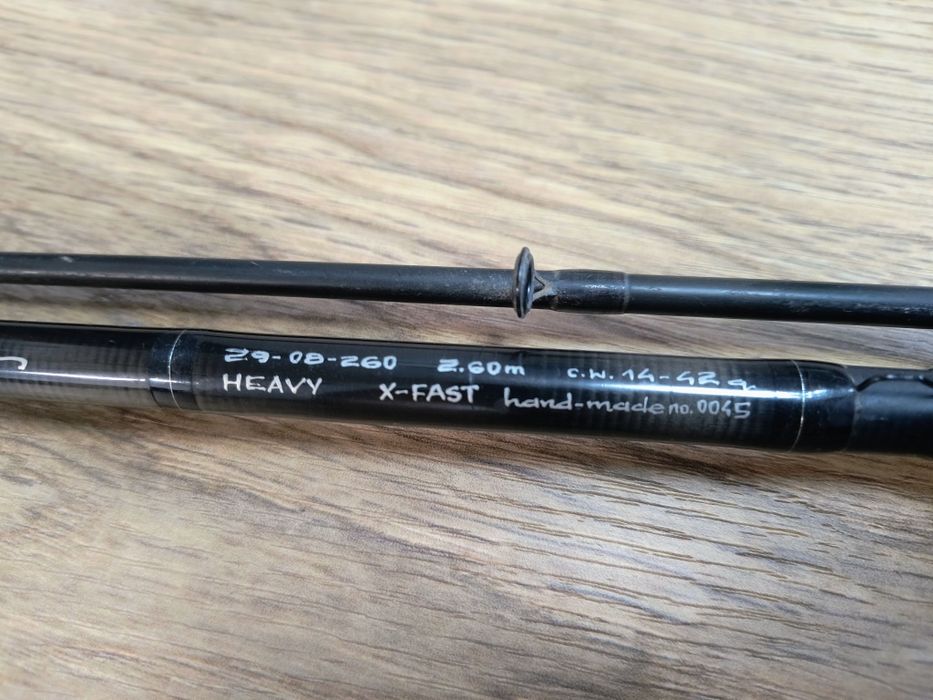 29-08-260 2.60m c.w. 14-42 g.
HEAVY X-FAST hand-made no. 0045